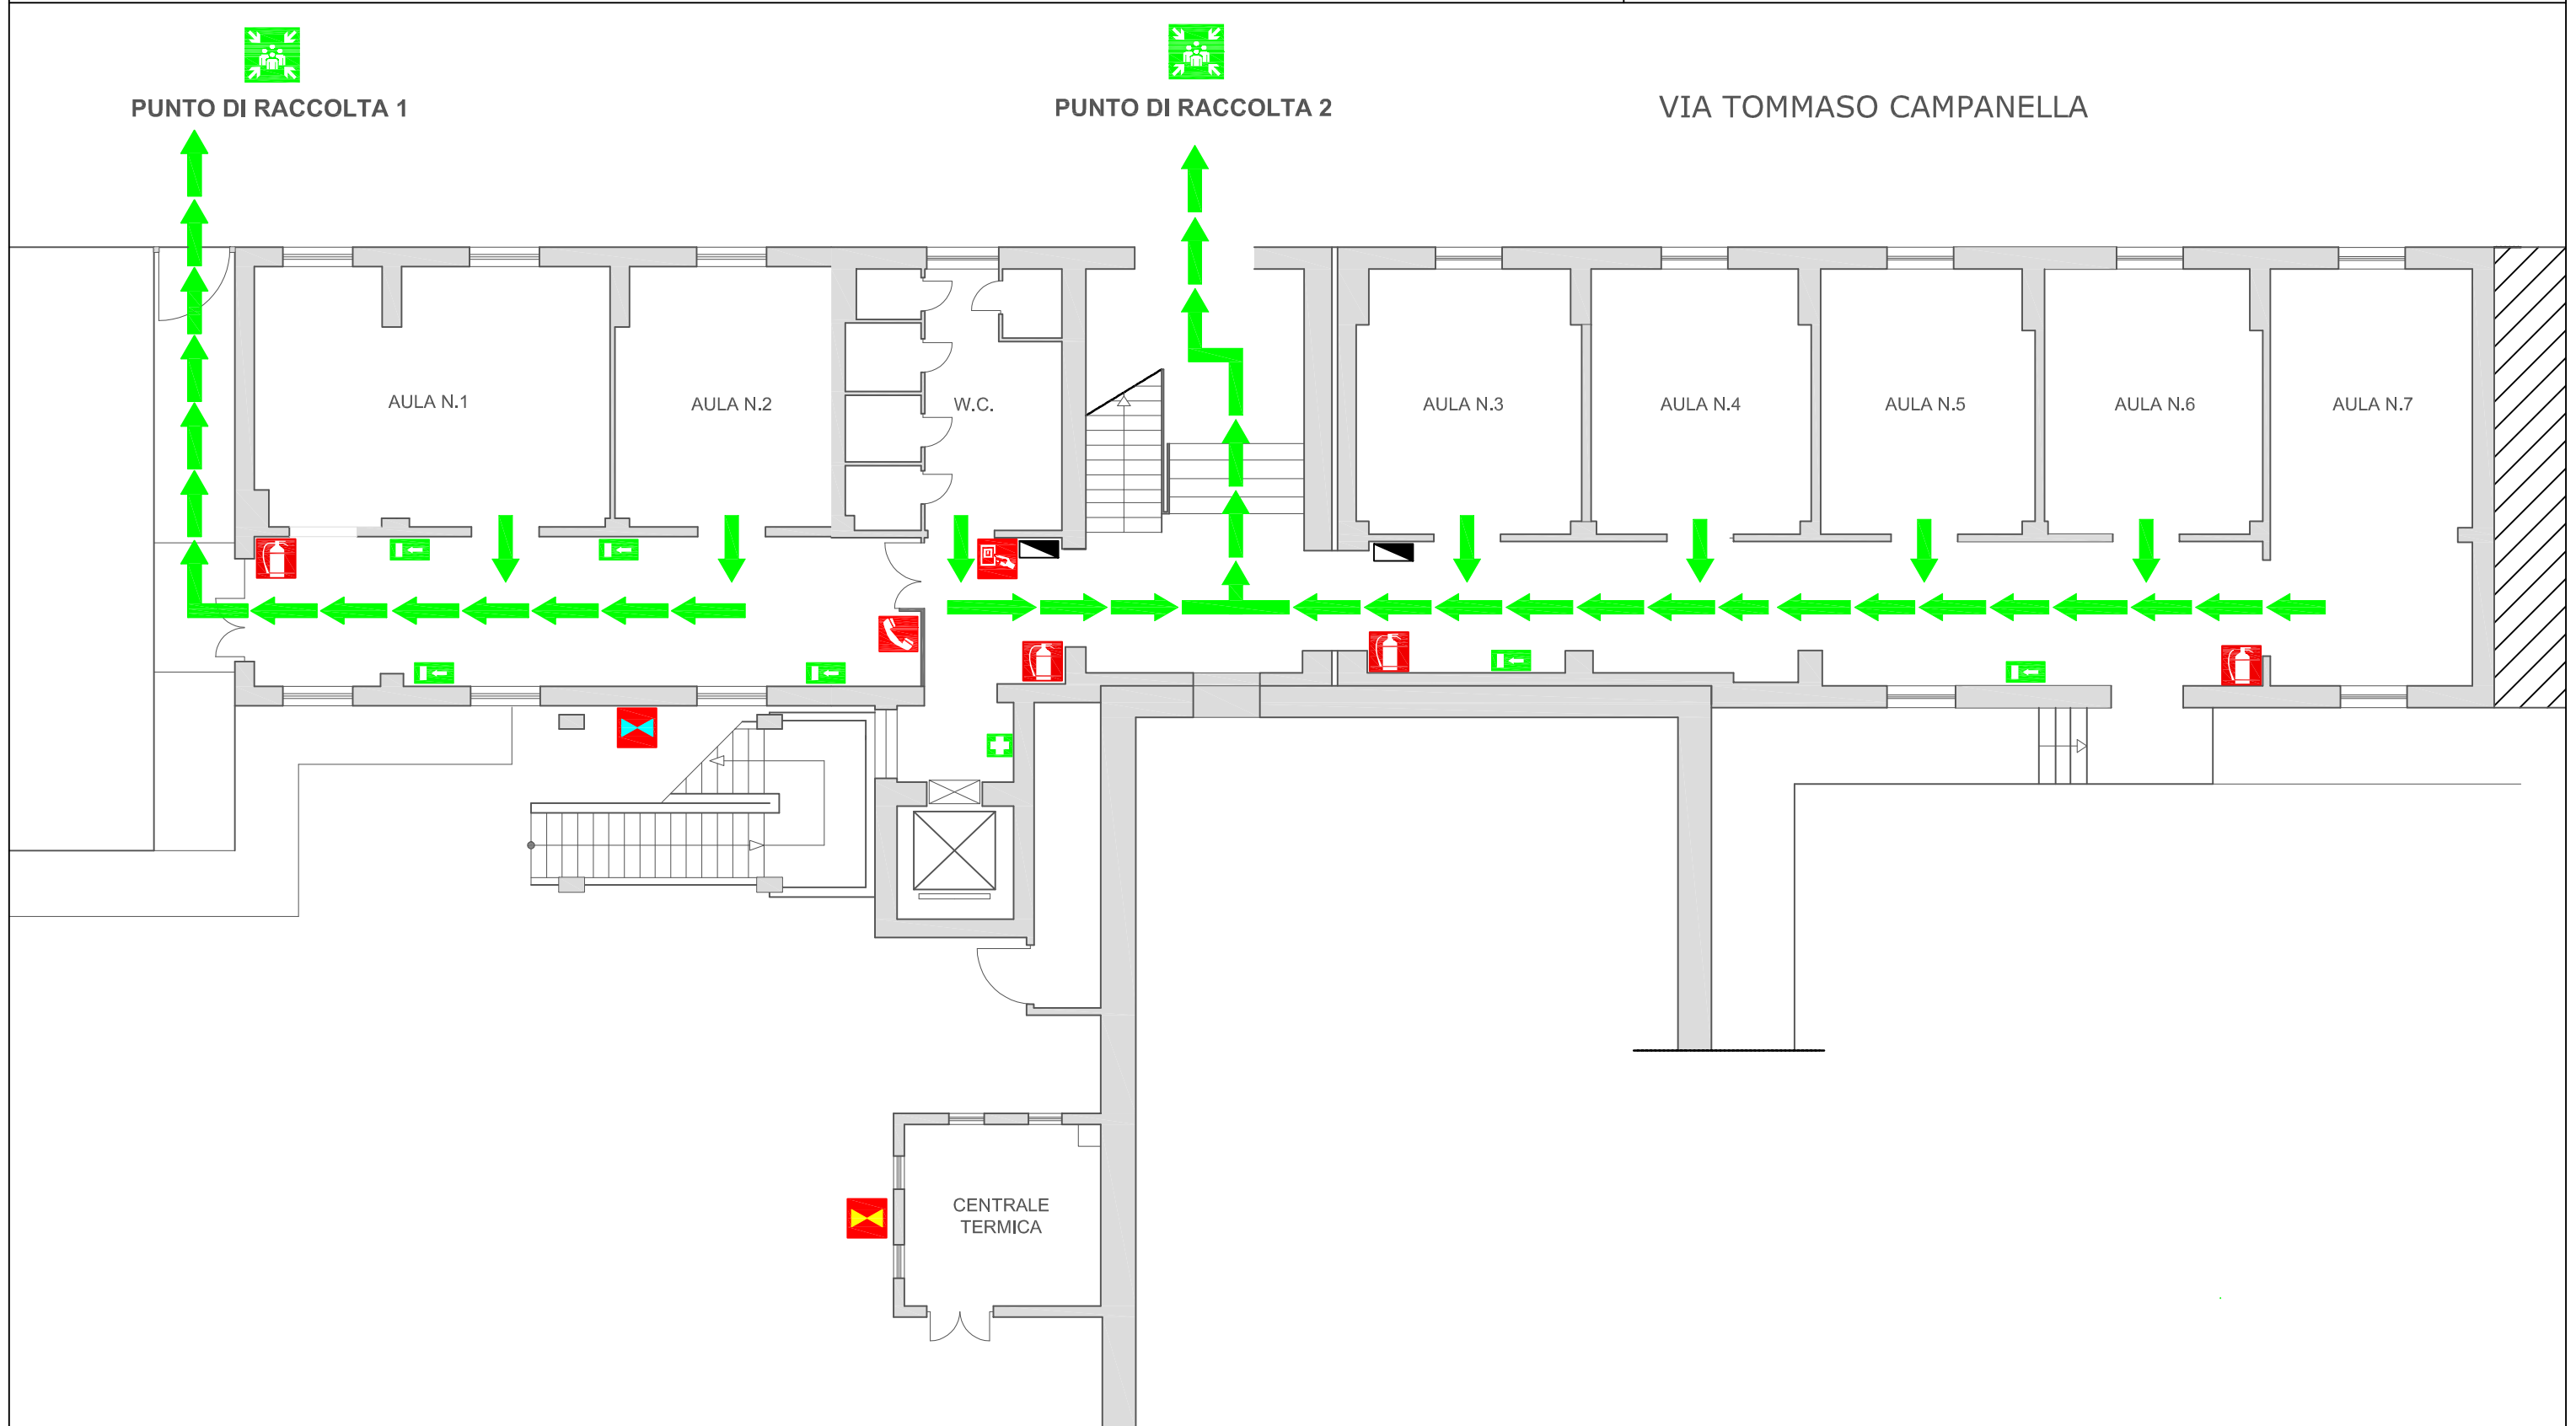 PUNTO DI RACCOLTA 1
PUNTO DI RACCOLTA 2
VIA TOMMASO CAMPANELLA
AULA N.1
AULA N.2
W.C.
AULA N.3
AULA N.4
AULA N.5
AULA N.6
AULA N.7
CENTRALE
TERMICA